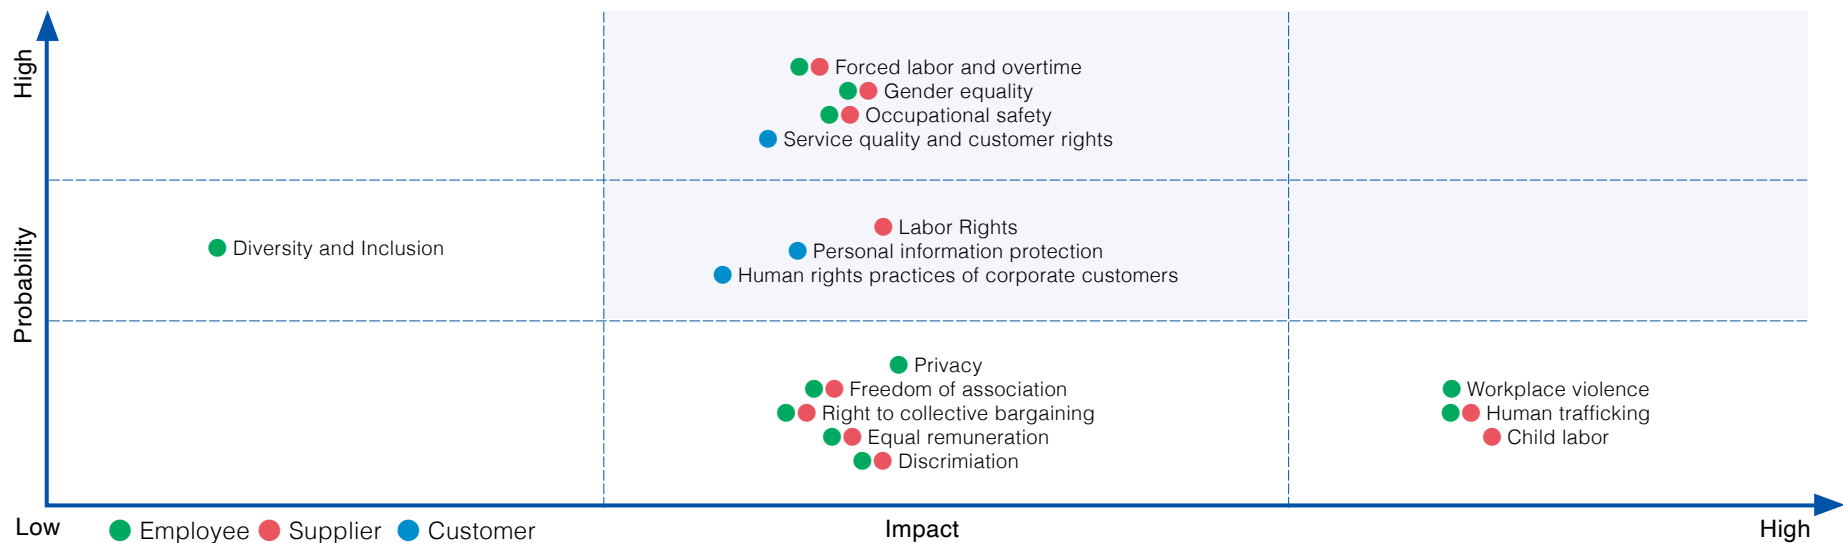 High
Probability
Forced labor and overtime
Gender equality
Occupational safety
Service quality and customer rights
Diversity and Inclusion
Labor Rights
Personal information protection
Human rights practices of corporate customers
Privacy
Freedom of association
Right to collective bargaining
Equal remuneration
Discrimiation
Workplace violence
Human trafficking
Child labor
Low
Employee
Supplier
Customer
Impact
High